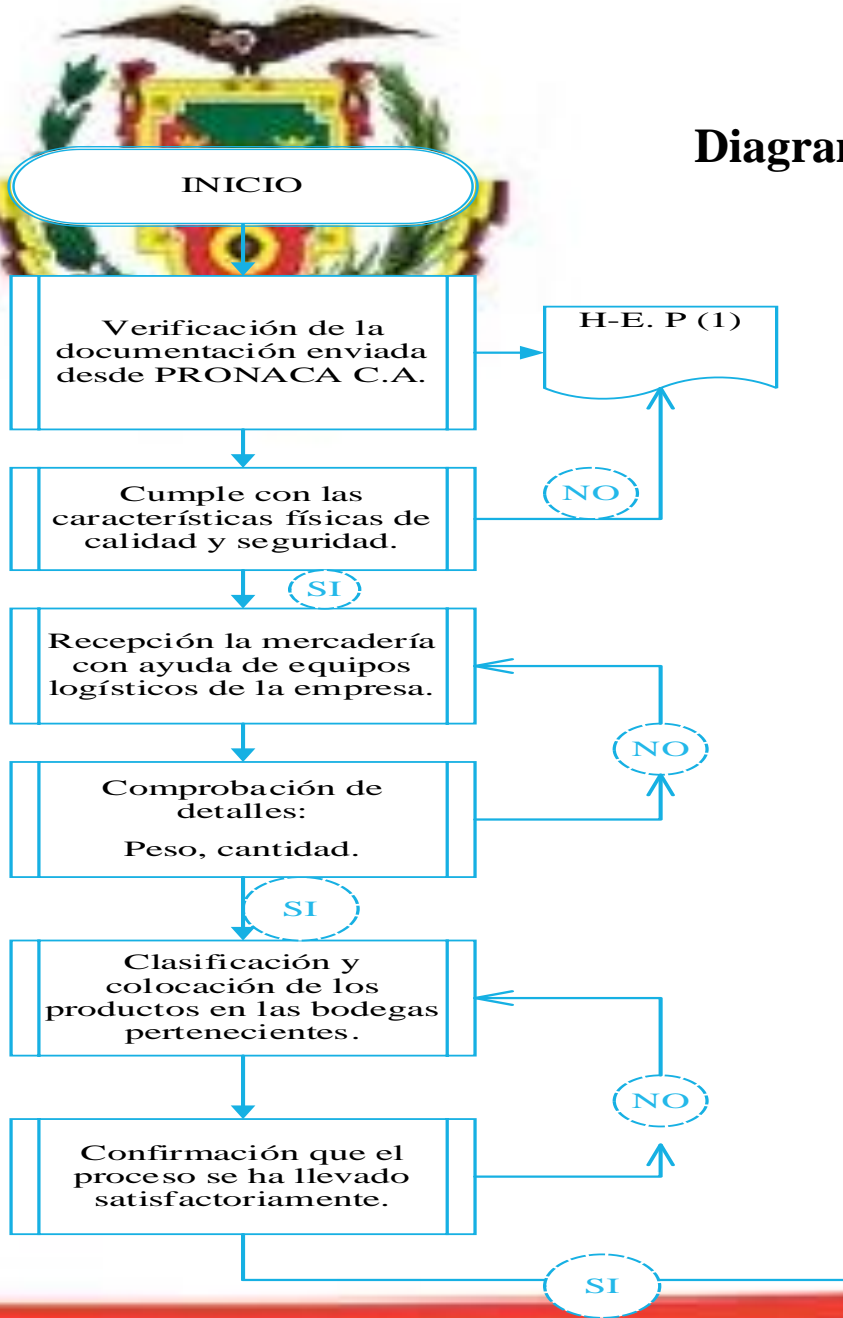 Diagra
INICIO
Verificación de la
documentación enviada
desde PRONACA C.A.
H-E. P (1)
Cumple con las
características físicas de
calidad y seguridad.
NO
SI
Recepción la mercadería
con ayuda de equipos
logísticos de la empresa.
NO
Comprobación de
detalles:
Peso, cantidad.
SI
Clasificación y
colocación de los
productos en las bodegas
pertenecientes.
NO
Confirmación que el
proceso se ha llevado
satisfactoriamente.
SI